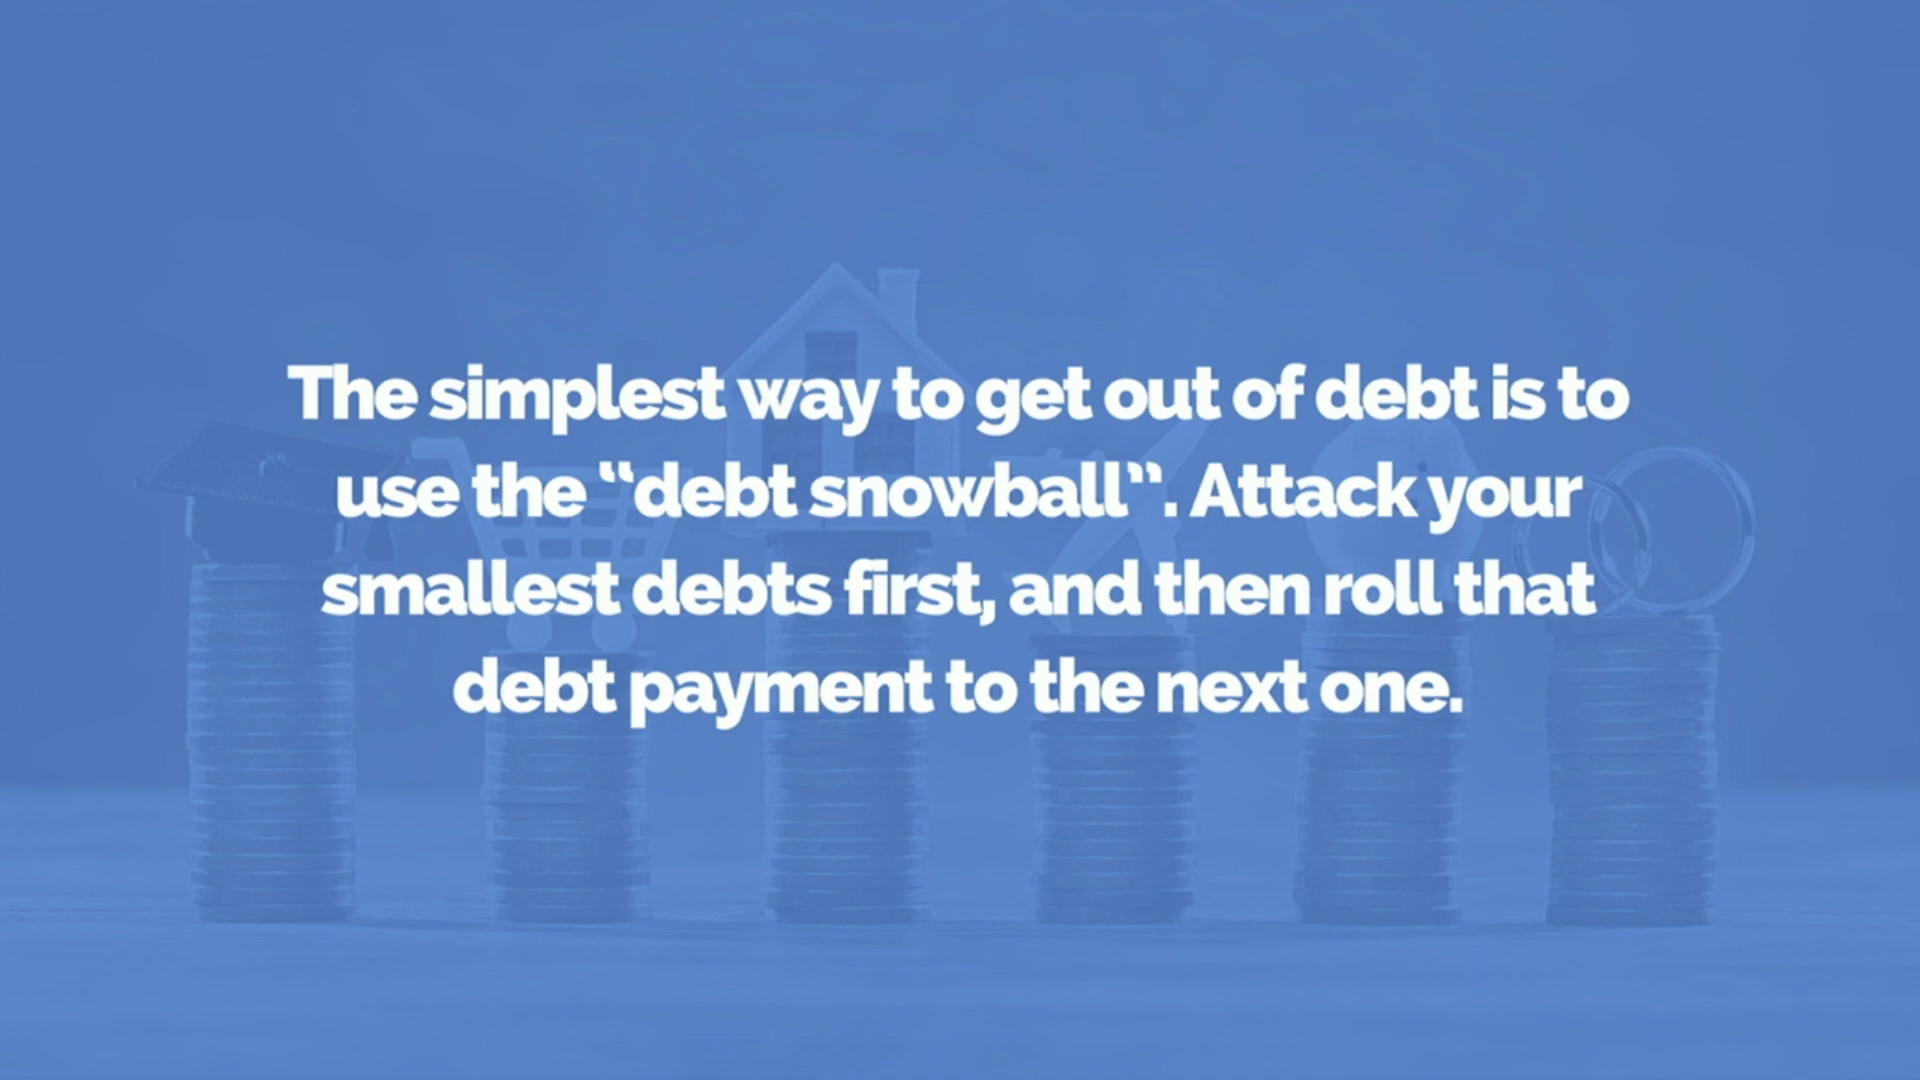 The simplest way to get out of debt is to
use the “debt snowball”. Attack your
smallest debts first, and then roll that
debt payment to the next one.